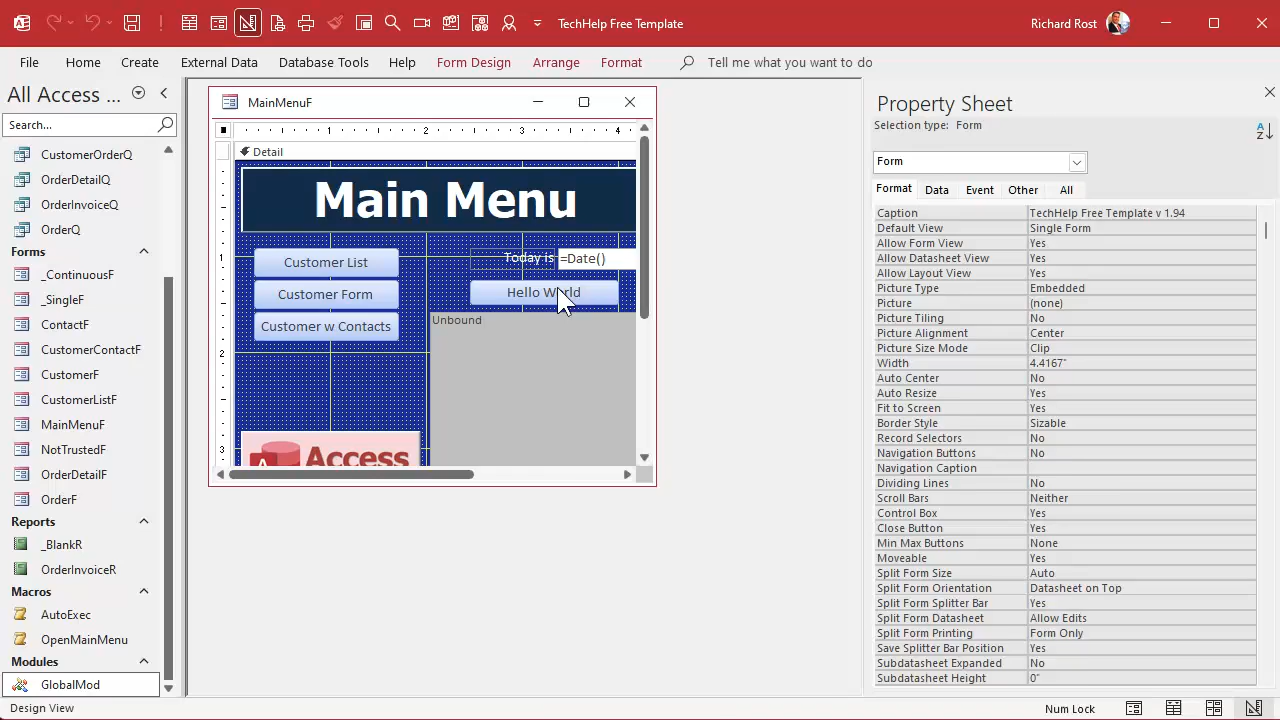 TechHelp Free Template
Richard Rost
File Home Create External Data Database Tools Help Form Design Arrange Format Tell me what you want to do
All Access ...
Search...
CustomerOrderQ
OrderDetailQ
OrderInvoiceQ
OrderQ
Forms
_ContinuousF
_SingleF
ContactF
CustomerContactF
CustomerF
CustomerListF
MainMenuF
NotTrustedF
OrderDetailF
OrderF
Reports
_BlankR
OrderInvoiceR
Macros
AutoExec
OpenMainMenu
Modules
GlobalMod
MainMenuF
1 2 3 4
Detail
Main Menu
1
Customer List
Today is =Date()
Customer Form
Hello World
Customer w Contacts
Unbound
2
3
A Access
Property Sheet
Selection type: Form
Form
Format Data Event Other All
Caption TechHelp Free Template v 1.94
Default View Single Form
Allow Form View Yes
Allow Datasheet View Yes
Allow Layout View Yes
Picture Type Embedded
Picture (none)
Picture Tiling No
Picture Alignment Center
Picture Size Mode Clip
Width 4.4167"
Auto Center No
Auto Resize Yes
Fit to Screen Yes
Border Style Sizable
Record Selectors No
Navigation Buttons No
Navigation Caption
Dividing Lines No
Scroll Bars Neither
Control Box Yes
Close Button Yes
Min Max Buttons None
Moveable Yes
Split Form Size Auto
Split Form Orientation Datasheet on Top
Split Form Splitter Bar Yes
Split Form Datasheet Allow Edits
Split Form Printing Form Only
Save Splitter Bar Position Yes
Subdatasheet Expanded No
Subdatasheet Height 0"
Design View
Num Lock